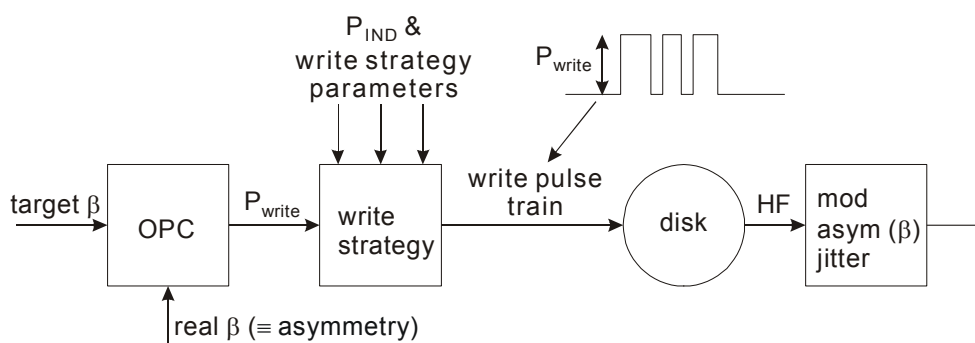 P_IND &
write strategy
parameters
P_write
target β
OPC
P_write
write
strategy
write pulse
train
disk
HF
mod
asym (β)
jitter
real β (≡ asymmetry)